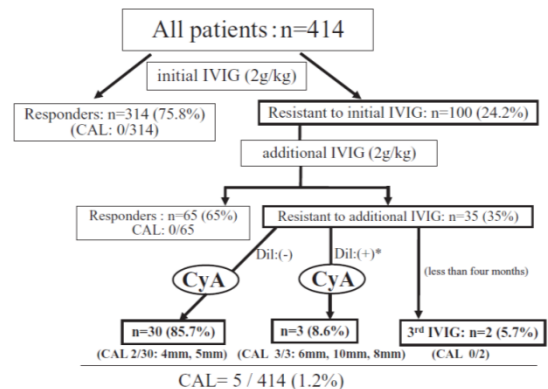 All patients:n=414
initial IVIG (2g/kg)
Responders: n=314 (75.8%)
(CAL: 0/314)
Resistant to initial IVIG: n=100 (24.2%)
additional IVIG (2g/kg)
Responders : n=65 (65%)
CAL: 0/65
Resistant to additional IVIG: n=35 (35%)
Dil:(-)
Dil:(+)*
CyA
CyA
(less than four months)
n=30 (85.7%)
n=3 (8.6%)
3rd IVIG: n=2 (5.7%)
(CAL 2/30: 4mm, 5mm)
(CAL 3/3: 6mm, 10mm, 8mm)
(CAL 0/2)
CAL= 5 / 414 (1.2%)